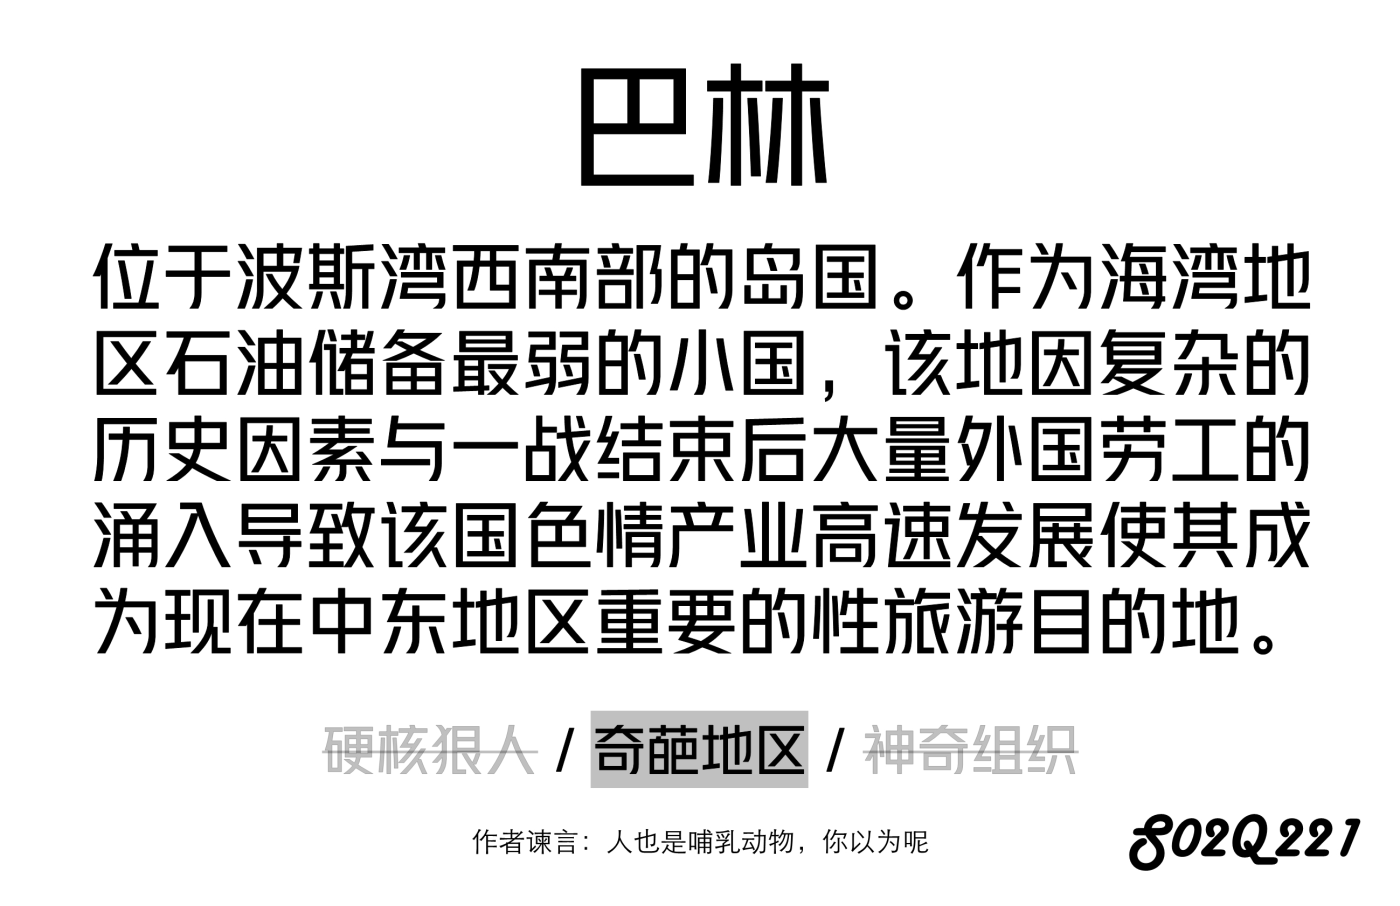 巴林
位于波斯湾西南部的岛国。作为海湾地
区石油储备最弱的小国，该地因复杂的
历史因素与一战结束后大量外国劳工的
涌入导致该国色情产业高速发展使其成
为现在中东地区重要的性旅游目的地。
硬核狠人 / 奇葩地区 / 神奇组织
作者谏言：人也是哺乳动物，你以为呢
S02Q221